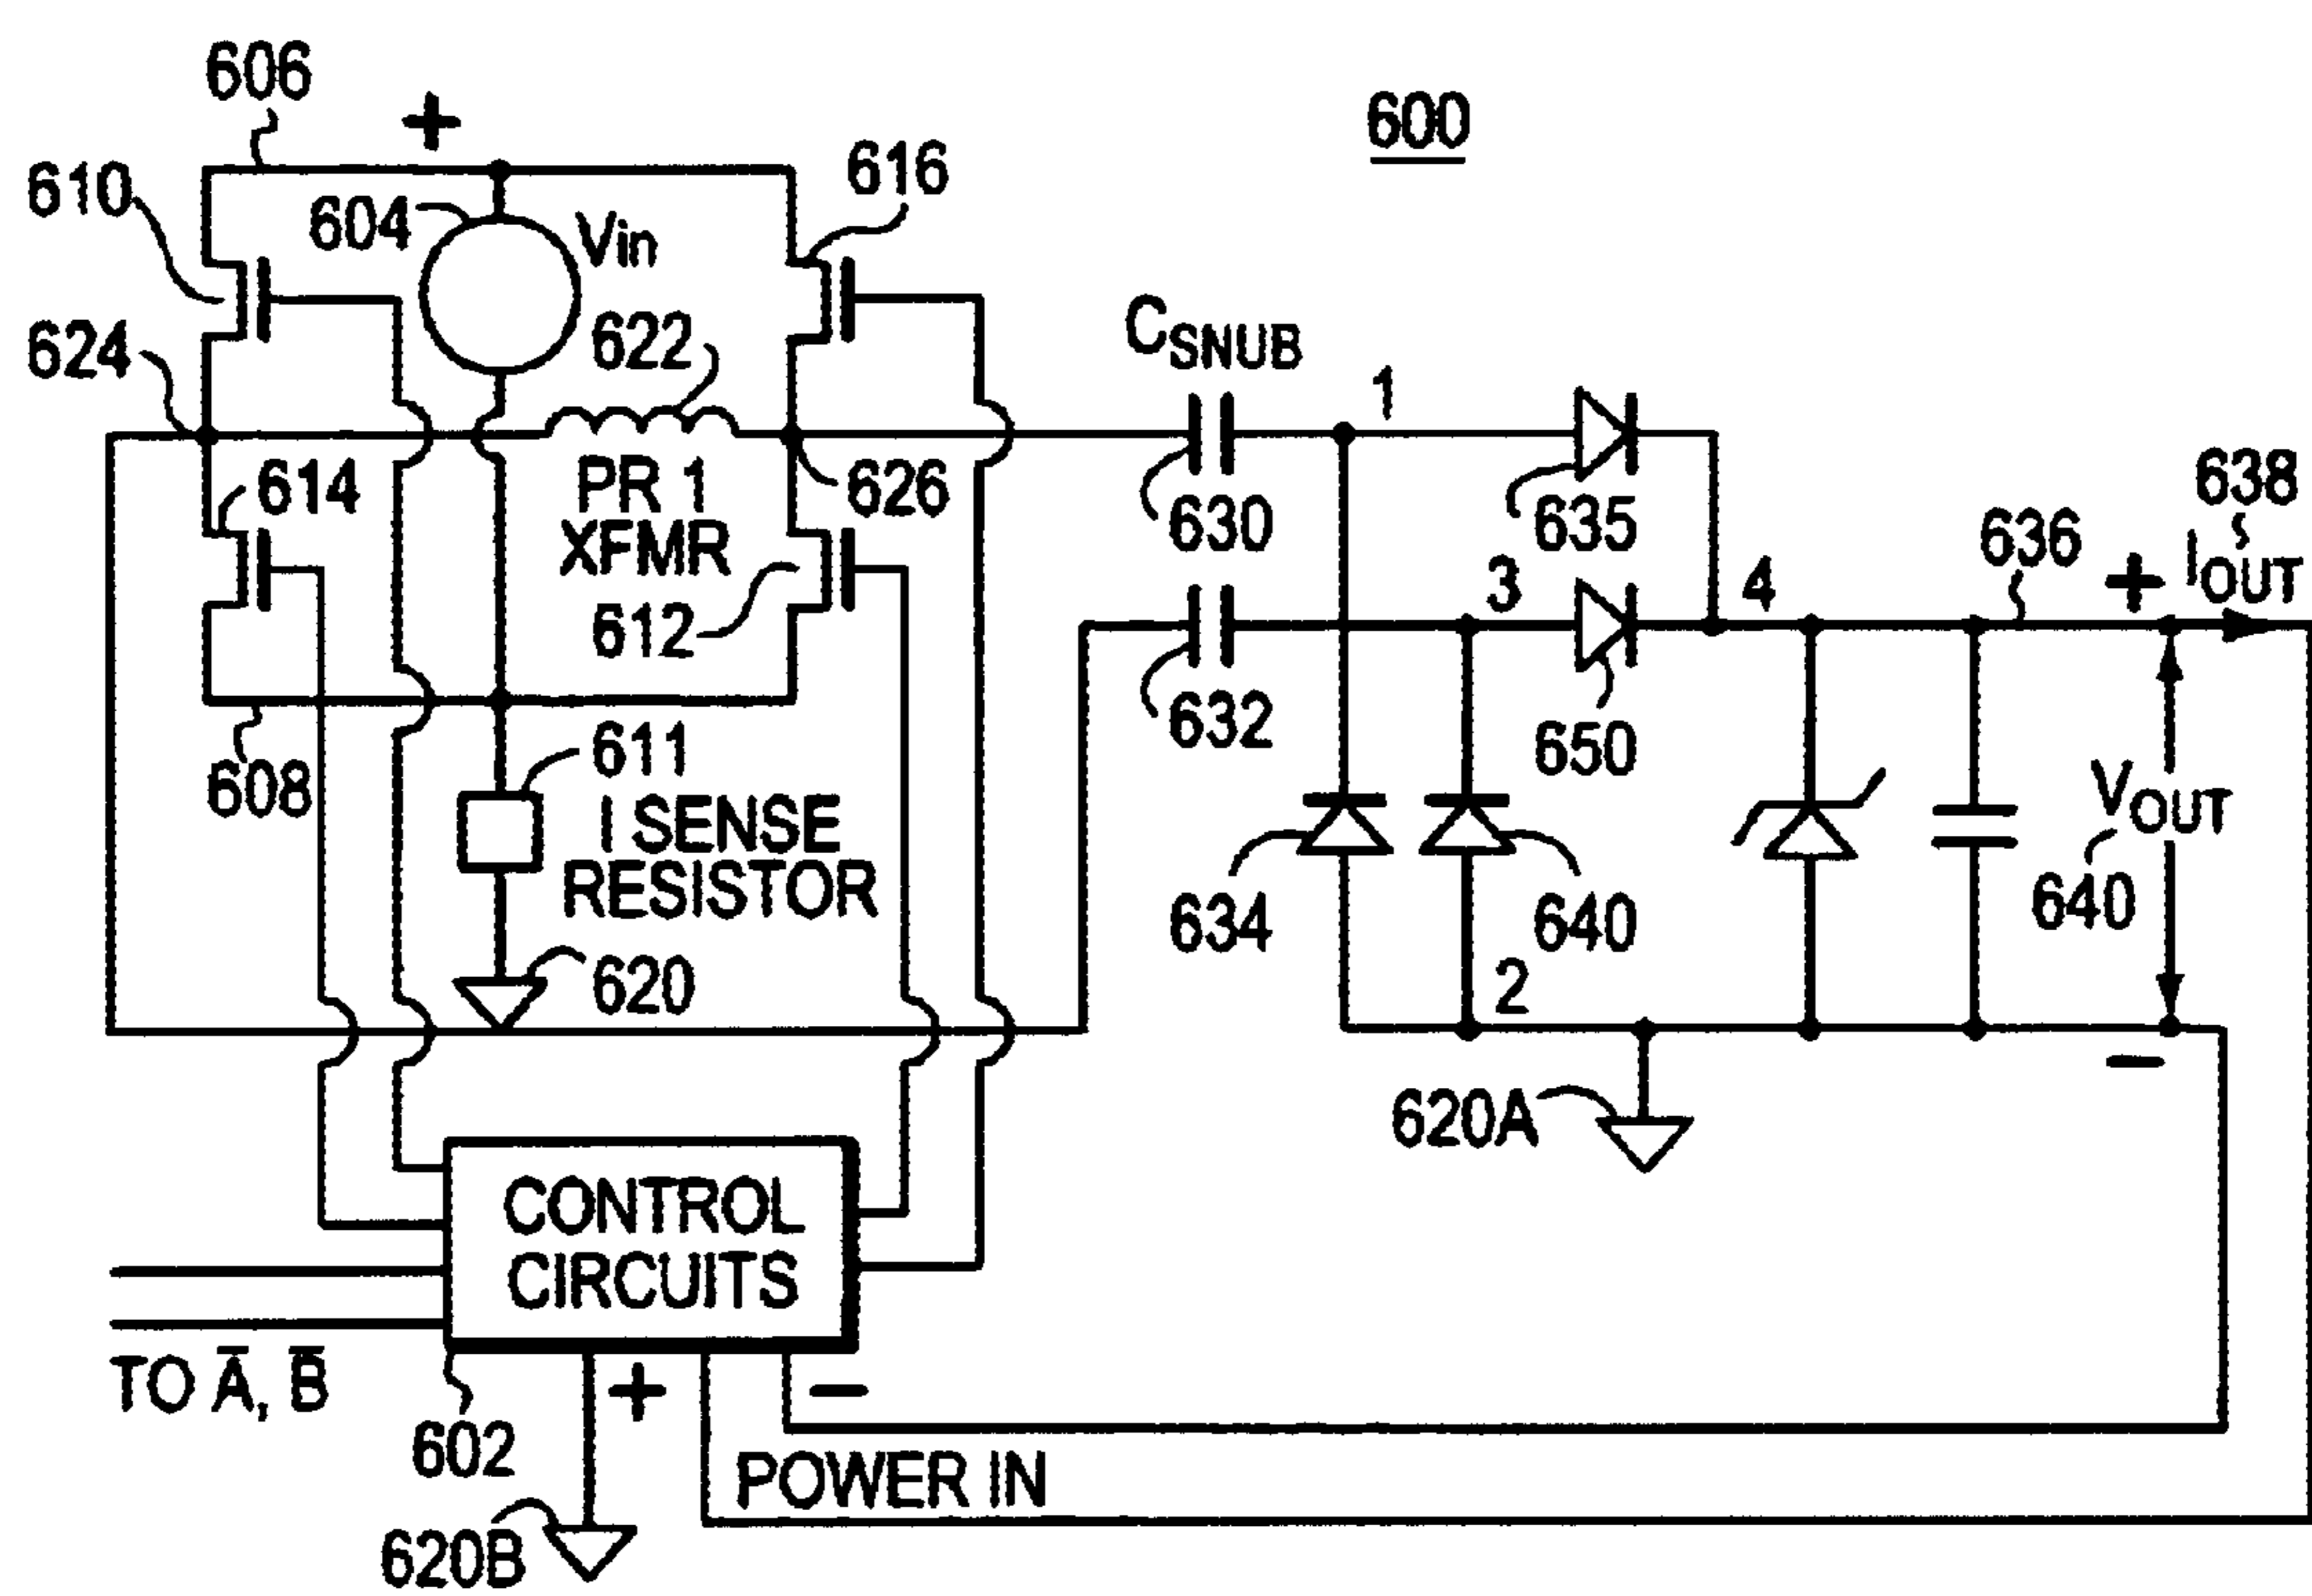 606
+
600
610
604
Vin
616
624
622
CSNUB
1
614
PR 1
XFMR
626
630
635
638
636
+
IOUT
3
4
612
632
650
611
608
I SENSE
RESISTOR
VOUT
634
640
640
620
2
620A
−
CONTROL
CIRCUITS
TO A̅, B̅
602
+
−
POWER IN
620B